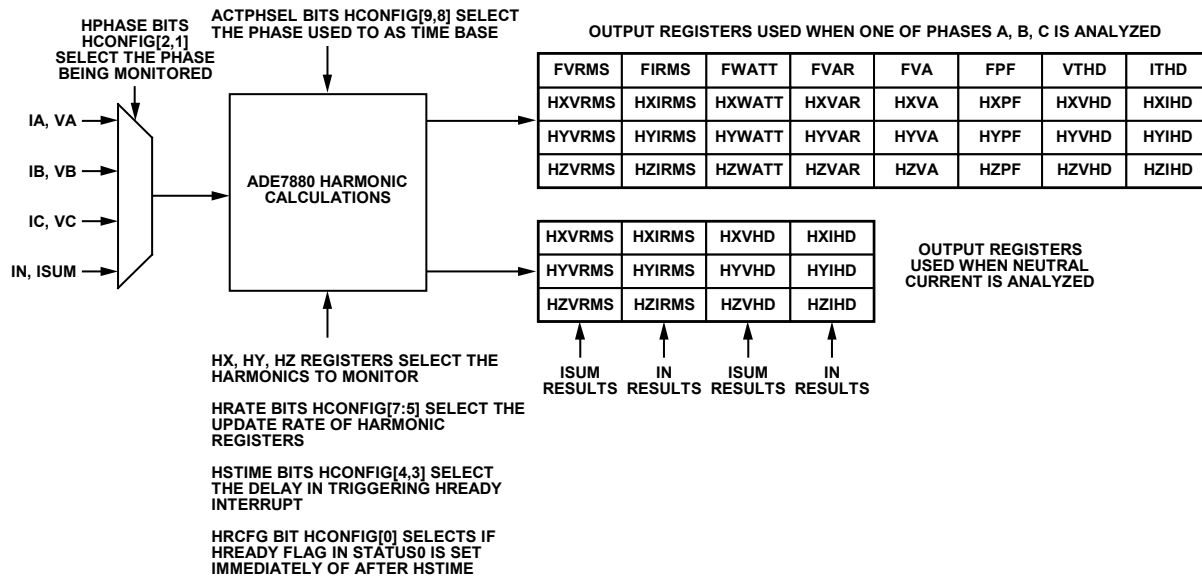 HPHASE BITS
HCONFIG[2,1]
SELECT THE PHASE
BEING MONITORED
ACTPHSEL BITS HCONFIG[9,8] SELECT
THE PHASE USED TO AS TIME BASE
IA, VA
IB, VB
IC, VC
IN, ISUM
ADE7880 HARMONIC
CALCULATIONS
OUTPUT REGISTERS USED WHEN ONE OF PHASES A, B, C IS ANALYZED
FVRMS FIRMS FWATT FVAR FVA FPF VTHD ITHD
HXVRMS HXIRMS HXWATT HXVAR HXVA HXPF HXVHD HXIHD
HYVRMS HYIRMS HYWATT HYVAR HYVA HYPF HYVHD HYIHD
HZVRMS HZIRMS HZWATT HZVAR HZVA HZPF HZVHD HZIHD
HXVRMS HXIRMS HXVHD HXIHD
HYVRMS HYIRMS HYVHD HYIHD
HZVRMS HZIRMS HZVHD HZIHD
OUTPUT REGISTERS
USED WHEN NEUTRAL
CURRENT IS ANALYZED
ISUM IN ISUM IN
RESULTS RESULTS RESULTS RESULTS
HX, HY, HZ REGISTERS SELECT THE
HARMONICS TO MONITOR
HRATE BITS HCONFIG[7:5] SELECT THE
UPDATE RATE OF HARMONIC
REGISTERS
HSTIME BITS HCONFIG[4,3] SELECT
THE DELAY IN TRIGGERING HREADY
INTERRUPT
HRCFG BIT HCONFIG[0] SELECTS IF
HREADY FLAG IN STATUS0 IS SET
IMMEDIATELY OF AFTER HSTIME